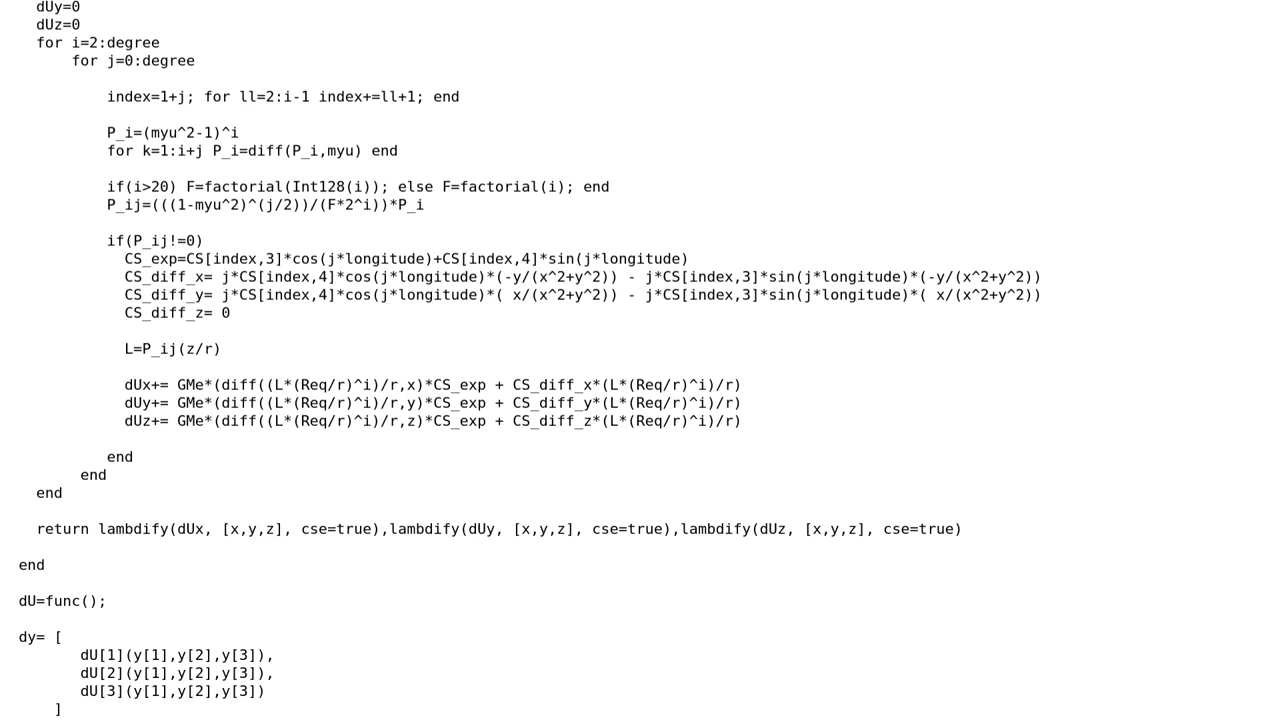 dUy=0
dUz=0
for i=2:degree
for j=0:degree
index=1+j; for ll=2:i-1 index+=ll+1; end
P_i=(myu^2-1)^i
for k=1:i+j P_i=diff(P_i,myu) end
if(i>20) F=factorial(Int128(i)); else F=factorial(i); end
P_ij=(((1-myu^2)^(j/2))/(F*2^i))*P_i
if(P_ij!=0)
CS_exp=CS[index,3]*cos(j*longitude)+CS[index,4]*sin(j*longitude)
CS_diff_x= j*CS[index,4]*cos(j*longitude)*(-y/(x^2+y^2)) - j*CS[index,3]*sin(j*longitude)*(-y/(x^2+y^2))
CS_diff_y= j*CS[index,4]*cos(j*longitude)*( x/(x^2+y^2)) - j*CS[index,3]*sin(j*longitude)*( x/(x^2+y^2))
CS_diff_z= 0
L=P_ij(z/r)
dUx+= GMe*(diff((L*(Req/r)^i)/r,x)*CS_exp + CS_diff_x*(L*(Req/r)^i)/r)
dUy+= GMe*(diff((L*(Req/r)^i)/r,y)*CS_exp + CS_diff_y*(L*(Req/r)^i)/r)
dUz+= GMe*(diff((L*(Req/r)^i)/r,z)*CS_exp + CS_diff_z*(L*(Req/r)^i)/r)
end
end
end
return lambdify(dUx, [x,y,z], cse=true),lambdify(dUy, [x,y,z], cse=true),lambdify(dUz, [x,y,z], cse=true)
end
dU=func();
dy= [
dU[1](y[1],y[2],y[3]),
dU[2](y[1],y[2],y[3]),
dU[3](y[1],y[2],y[3])
]